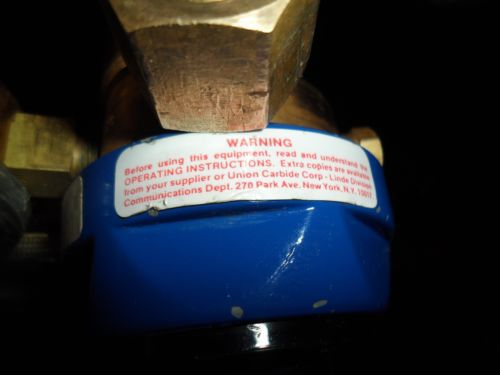 WARNING
Before using this equipment, read and understand the
OPERATING INSTRUCTIONS. Extra copies are available
from your supplier or Union Carbide Corp - Linde Division
Communications Dept. 270 Park Ave. New York, N.Y. 10017